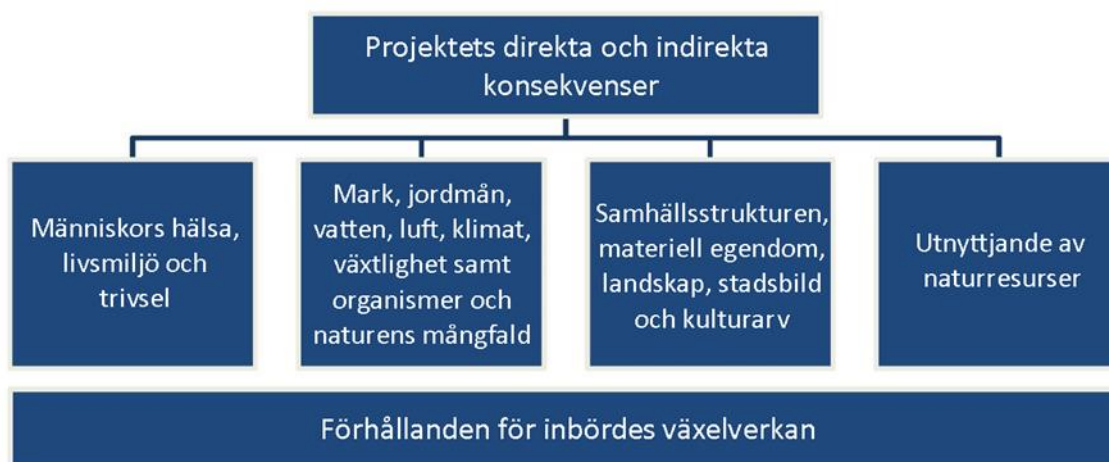 Projektets direkta och indirekta
konsekvenser
Människors hälsa,
livsmiljö och
trivsel
Mark, jordmån,
vatten, luft, klimat,
växtlighet samt
organismer och
naturens mångfald
Samhällsstrukturen,
materiell egendom,
landskap, stadsbild
och kulturarv
Utnyttjande av
naturresurser
Förhållanden för inbördes växelverkan